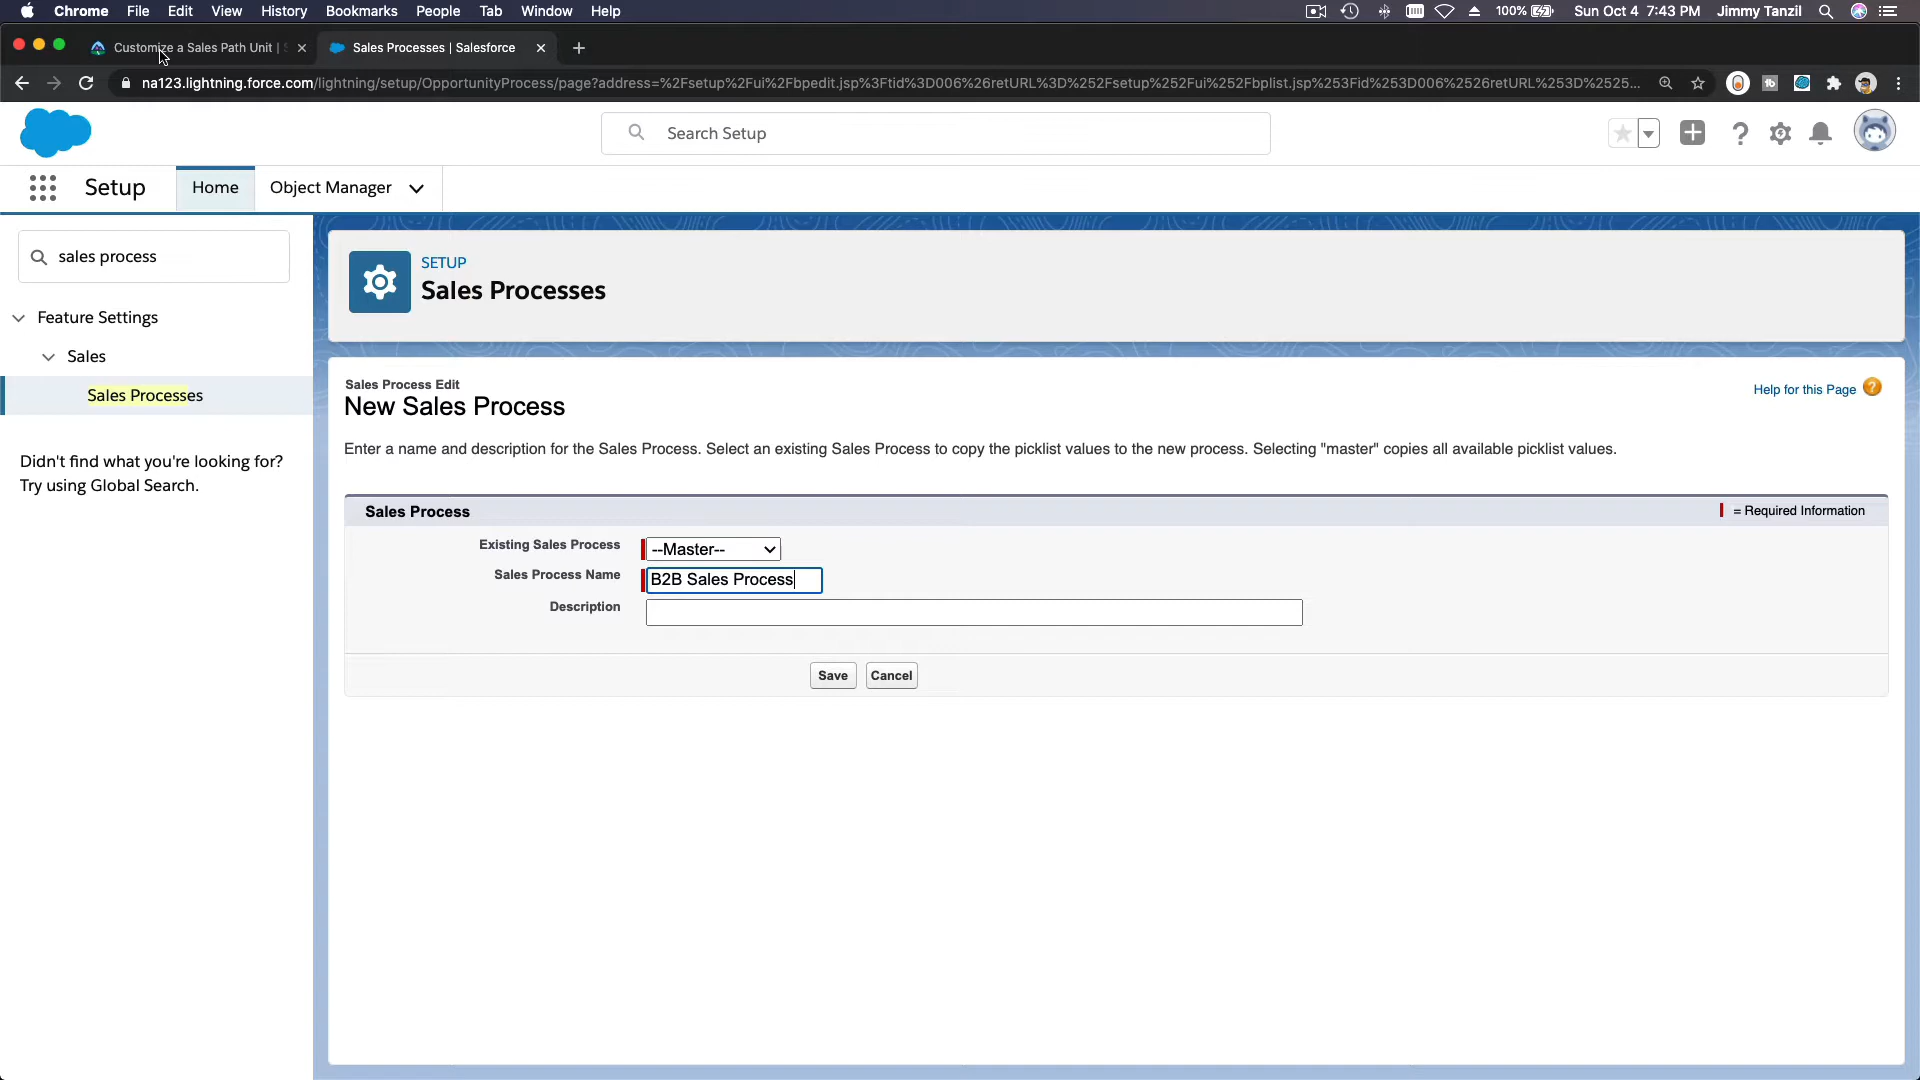 Chrome File Edit View History Bookmarks People Tab Window Help 100% Sun Oct 4 7:43 PM Jimmy Tanzil
Customize a Sales Path Unit | Sales Processes | Salesforce
na123.lightning.force.com/lightning/setup/OpportunityProcess/page?address=%2Fsetup%2Fui%2Fbpedit.jsp%3Ftid%3D006%26retURL%3D%252Fsetup%252Fui%252Fbplist.jsp%253Fid%253D006%2526retURL%253D%2525...
Search Setup
Setup Home Object Manager
sales process
Feature Settings
Sales
Sales Processes
Didn't find what you're looking for?
Try using Global Search.
SETUP
Sales Processes
Sales Process Edit
New Sales Process
Help for this Page
Enter a name and description for the Sales Process. Select an existing Sales Process to copy the picklist values to the new process. Selecting "master" copies all available picklist values.
Sales Process = Required Information
Existing Sales Process --Master--
Sales Process Name B2B Sales Process
Description
Save Cancel